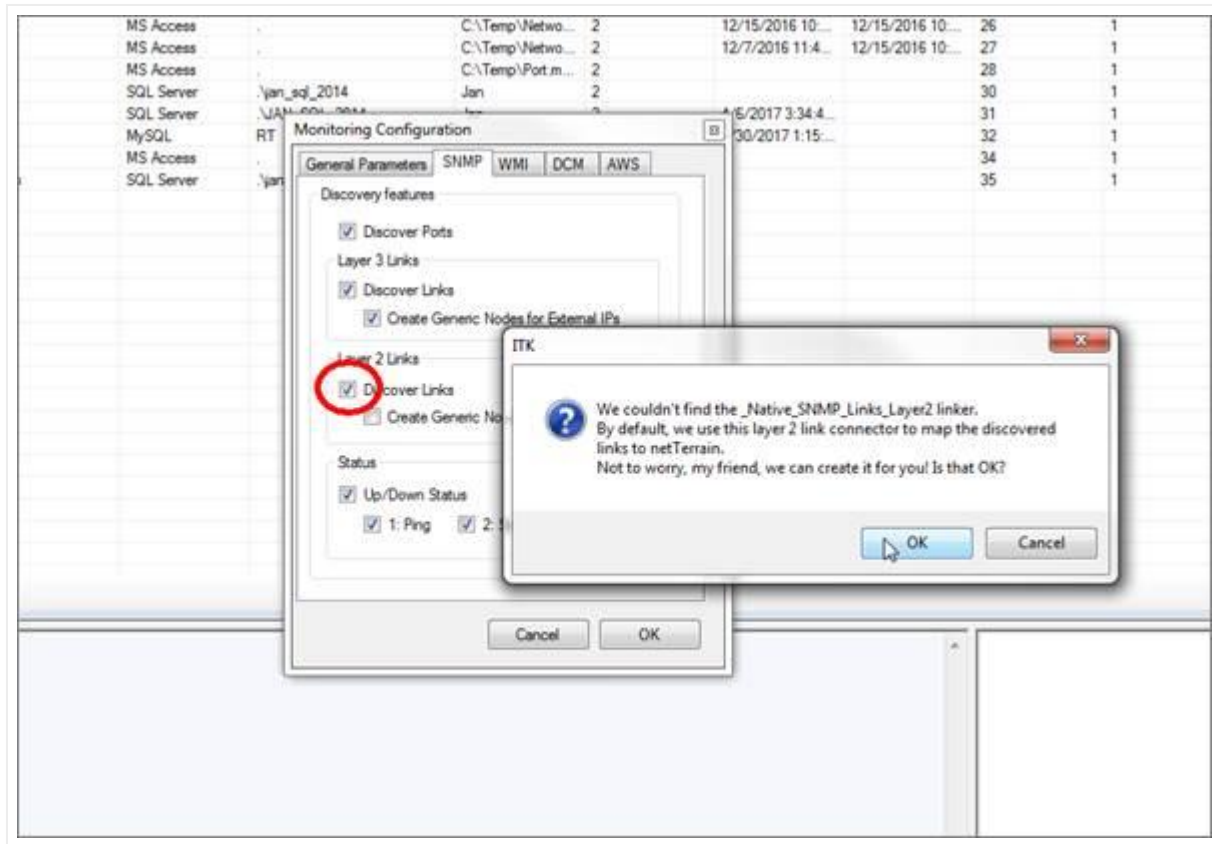 MS Access . C:\Temp\Netwo... 2 12/15/2016 10:... 12/15/2016 10:... 26 1
MS Access . C:\Temp\Netwo... 2 12/7/2016 11:4... 12/15/2016 10:... 27 1
MS Access . C:\Temp\Port.m... 2 28 1
SQL Server .\jan_sql_2014 Jan 2 30 1
SQL Server .\JAN_SQL_2014 Jan 2 4/6/2017 3:34:4... 31 1
MySQL RT /30/2017 1:15:... 32 1
MS Access . 34 1
SQL Server .\jan 35 1
Monitoring Configuration
General Parameters SNMP WMI DCM AWS
Discovery features
Discover Ports
Layer 3 Links
Discover Links
Create Generic Nodes for External IPs
Layer 2 Links
Discover Links
Create Generic No
Status
Up/Down Status
1: Ping 2: S
Cancel OK
ITK
We couldn't find the _Native_SNMP_Links_Layer2 linker.
By default, we use this layer 2 link connector to map the discovered
links to netTerrain.
Not to worry, my friend, we can create it for you! Is that OK?
OK Cancel